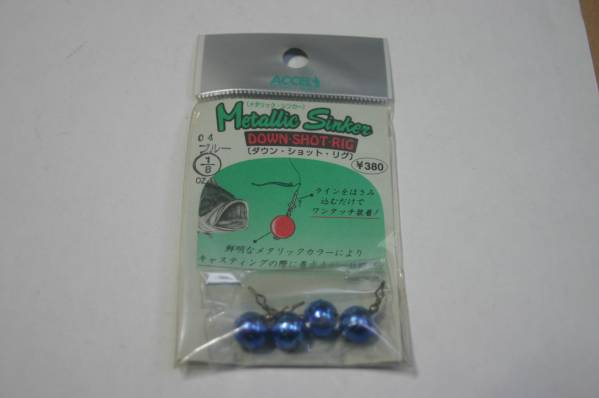 ACCEL
(メタリック・シンカー)
Metallic Sinker
DOWN·SHOT·RIG
(ダウン・ショット・リグ)
04
ブルー
1/8
OZ
¥380
ラインをはさみ
込むだけで
ワンタッチ装着!
鮮明なメタリックカラーにより
キャスティングの際に